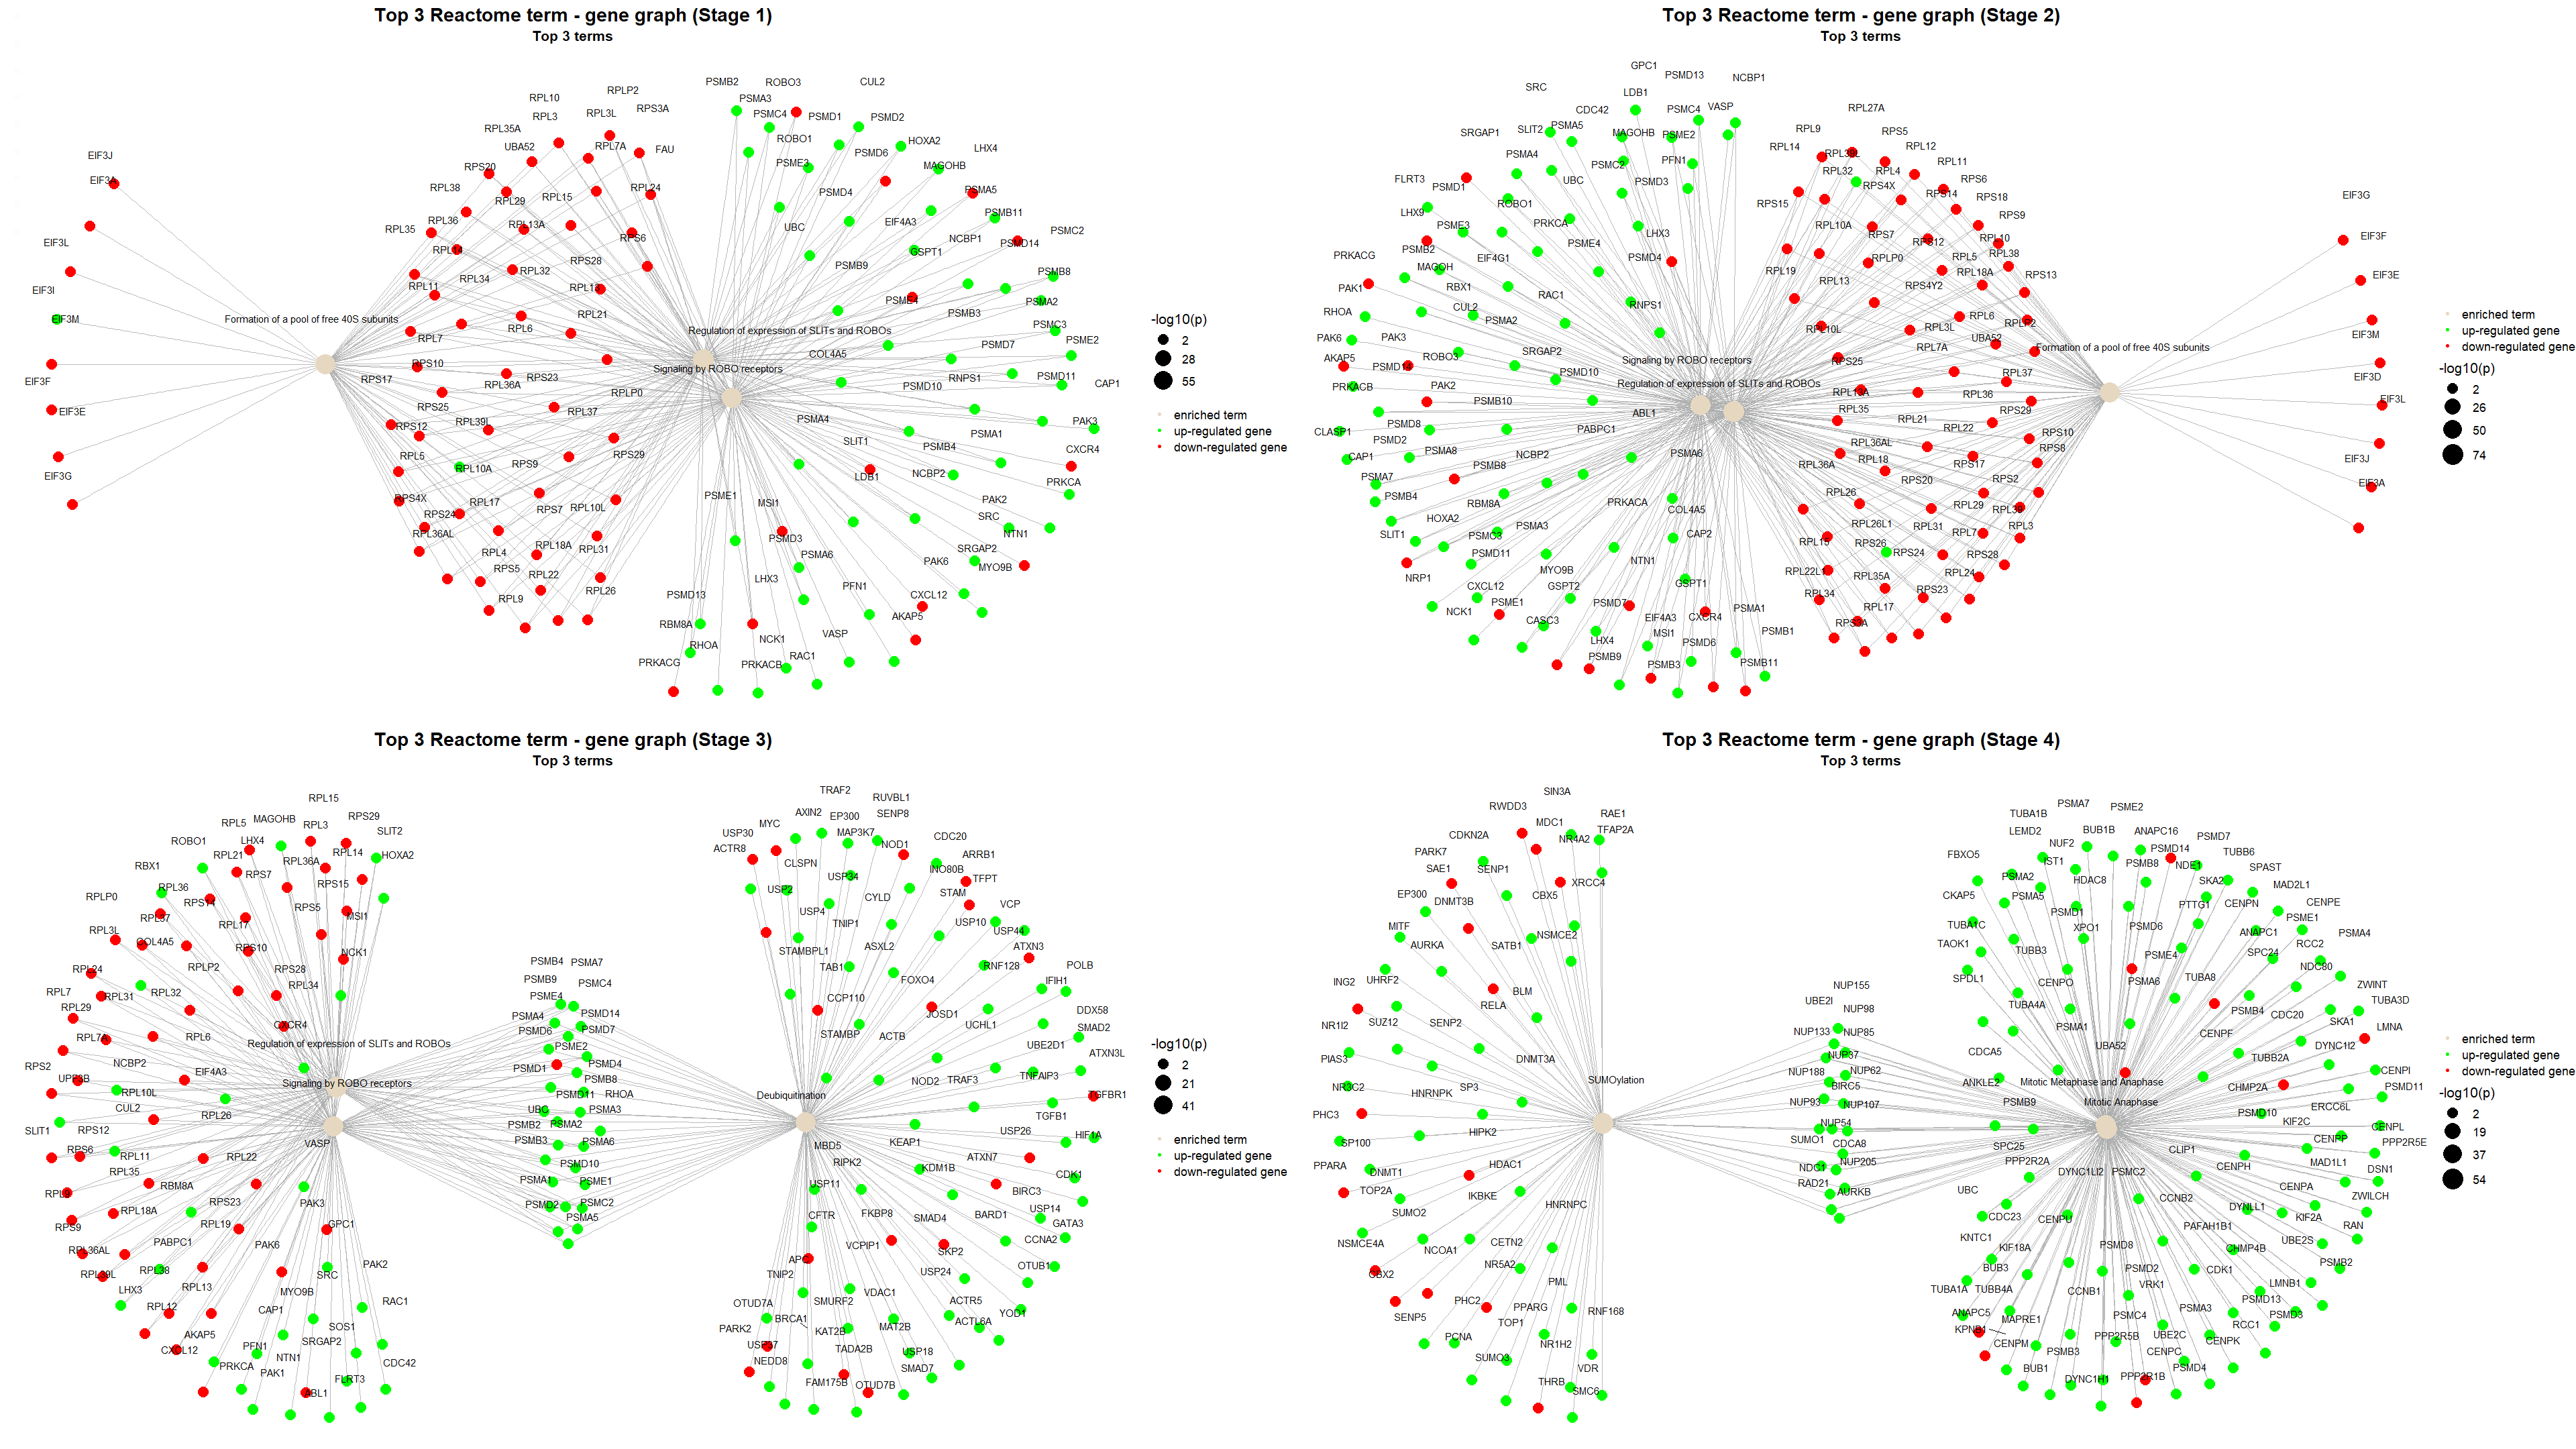 Top 3 Reactome term - gene graph (Stage 1)
Top 3 terms
PSMB2 ROBO3 CUL2
RPLP2
RPL10 PSMA3
RPL3L RPS3A
RPL3 PSMC4 PSMD1 PSMD2
RPL35A
ROBO1 HOXA2
UBA52 RPL7A FAU LHX4
EIF3J PSMD6
RPS20 PSME3 MAGOHB
EIF3A
RPL38 RPL24 PSMD4 PSMA5
RPL29 RPL15
RPL36 PSMB11
RPL35 RPL13A UBC EIF4A3 PSMC2
RPS6 NCBP1 PSMD14
EIF3L RPL14 GSPT1
RPS28
RPL32 PSMB9 PSMB8
RPL34
EIF3I RPL11 RPL13 PSME4 PSMA2
RPL21 PSMB3
EIF3M Formation of a pool of free 40S subunits
RPL6 Regulation of expression of SLITs and ROBOs PSMC3
RPL7 PSME2
COL4A5 PSMD7
RPS10 Signaling by ROBO receptors
EIF3F RPS17 RPS23 PSMD11 CAP1
RPL36A RPLP0 PSMD10 RNPS1
RPS25 RPL37
EIF3E RPL39L PSMA4 PAK3
RPS12 PSMA1
SLIT1 PSMB4 CXCR4
RPL5 RPS9 RPS29
RPL10A
EIF3G LDB1 NCBP2 PRKCA
RPS4X PSME1
RPL17 RPS7 RPL10L MSI1 PAK2
RPS24 SRC
RPL36AL PSMD3 NTN1
RPL4 RPL18A RPL31 PSMA6 SRGAP2
RPS5 RPL22 LHX3 PAK6 MYO9B
RPL9 RPL26 PFN1
PSMD13 CXCL12
RBM8A AKAP5
NCK1 VASP
RHOA
PRKACG PRKACB RAC1
-log10(p)
2
28
55
enriched term
up-regulated gene
down-regulated gene
Top 3 Reactome term - gene graph (Stage 2)
Top 3 terms
GPC1
PSMD13 NCBP1
SRC
LDB1
CDC42 PSMC4 VASP RPL27A
SRGAP1 SLIT2 PSMA5 MAGOHB PSME2 RPL9 RPS5
RPL14 RPL39L RPL12
PSMA4 PSMC2 PFN1 RPL32 RPL4 RPL11
FLRT3 UBC PSMD3 RPS4X RPS6
PSMD1 RPS14 EIF3G
ROBO1 RPS15 RPS18
LHX9 PRKCA RPS9
PSME3 LHX3 RPL10A RPS7 EIF3F
PSMB2 PSME4 RPS12 RPL10
PRKACG EIF4G1 PSMD4 RPLP0 RPL5 RPL38
MAGOH RPL19 RPL18A RPS13 EIF3E
PAK1 RBX1 RAC1 RPL13 RPS4Y2
RHOA CUL2 PSMA2 RNPS1 RPL6
RPL10L RPL3L RPLP2 EIF3M
PAK6 PAK3 UBA52
AKAP5 ROBO3 SRGAP2 RPL7A Formation of a pool of free 40S subunits
Signaling by ROBO receptors RPS25
PSMD14 PSMD10 RPL37
PRKACB PAK2 Regulation of expression of SLITs and ROBOs EIF3D
PSMB10 RPL13A RPL36
ABL1 RPL35 RPS29 EIF3L
CLASP1 PSMD8 PABPC1 RPL21 RPL22
PSMD2 RPS10
CAP1 PSMA8 NCBP2 PSMA6 RPL36AL RPS8
PSMB8 RPL36A RPL18 RPS17 EIF3J
PSMA7 RPS20 RPS2
PSMB4 RBM8A PRKACA RPL26 EIF3A
COL4A5 RPL29 RPL39
HOXA2 PSMA3 RPL26L1 RPL31 RPL3
SLIT1 PSMC3 CAP2 RPL15 RPS26 RPL7
PSMD11 NTN1 RPS24 RPS28
NRP1 MYO9B RPL22L1 RPL35A RPL24
CXCL12 GSPT2 GSPT1 RPL34 RPS23
NCK1 PSME1 PSMD7 PSMA1 RPL17
CASC3 EIF4A3 CXCR4 RPS3A
MSI1 PSMB1
LHX4 PSMD6
PSMB9 PSMB3 PSMB11
enriched term
up-regulated gene
down-regulated gene
-log10(p)
2
26
50
74
Top 3 Reactome term - gene graph (Stage 3)
Top 3 terms
RPL15 TRAF2 RUVBL1
RPS29 AXIN2 EP300 SENP8
RPL5 MAGOHB RPL3 SLIT2 MYC
ROBO1 LHX4 USP30 MAP3K7 CDC20
RPL21 RPL36A RPL14 HOXA2 ACTR8 NOD1 ARRB1
RBX1 RPS7 CLSPN INO80B
RPL36 RPS15 USP2 USP34 TFPT
RPLP0 RPS11 STAM
RPL37 RPL17 RPS5 MSI1 USP4 CYLD VCP
RPL3L TNIP1 USP10 USP44
COL4A5 RPS10 NCK1 STAMBPL1 ASXL2 ATXN3
RPL24 RPLP2 RPS28 PSMB4 PSMA7 TAB1 RNF128 POLB
RPL34 PSMB9 PSMC4 FOXO4 IFIH1
RPL7 RPL31 RPL32 PSME4 CCP110
RPL29 CXCR4 PSMA4 PSMD14 JOSD1 DDX58
RPL7A RPL6 PSMD6 PSMD7 STAMBP ACTB UCHL1 SMAD2
Regulation of expression of SLITs and ROBOs PSME2 UBE2D1
RPS2 NCBP2 EIF4A3 PSMD1 PSMD4 ATXN3L
UPF3B Signaling by ROBO receptors PSMB8 NOD2 TRAF3 TNFAIP3
RPL10L PSMD11 RHOA Deubiquitination TGFBR1
CUL2 RPL26 UBC PSMA3 TGFB1
SLIT1 RPS12 PSMB2 PSMA2 USP26 HIF1A
VASP PSMB3 PSMA6 MBD5 KEAP1
RPS6 RPL11 RPL22 PSMD10 RIPK2 KDM1B ATXN7
RPL35 RBM8A PSMA1 PSME1 USP11 CDK1
RPL9 RPS23 PAK3 PSMD2 PSMC2 BIRC3
RPL18A PSMA5 CFTR FKBP8 SMAD4 BARD1 USP14
RPS9 RPL19 GPC1 GATA3
RPL36AL PABPC1 PAK6 VCPIP1 SKP2 CCNA2
RPL39L RPL38 SRC PAK2 APC USP24 OTUB1
LHX3 RPL13 MYO9B TNIP2 VDAC1
RPL12 CAP1 RAC1 OTUD7A SMURF2 ACTR5 YOD1
AKAP5 SOS1 PARK2 BRCA1 KAT2B MAT2B ACTL6A
CXCL12 PFN1 SRGAP2 USP37 TADA2B USP18
PRKCA NTN1 CDC42 NEDD8 SMAD7
PAK1 FLRT3 FAM175B OTUD7B
ABL1
-log10(p)
2
21
41
enriched term
up-regulated gene
down-regulated gene
Top 3 Reactome term - gene graph (Stage 4)
Top 3 terms
SIN3A PSMA7 PSME2
RWDD3 RAE1 TUBA1B
CDKN2A MDC1 TFAP2A LEMD2 BUB1B ANAPC16 PSMD7
NR4A2 NUF2 PSMD14
PARK7 FBXO5 IST1 PSMB8 NDE1 TUBB6
SAE1 SENP1 XRCC4 PSMA2 HDAC8 SKA2 SPAST
EP300 CBX5 CKAP5 PSMA5 MAD2L1
DNMT3B PSMD1 PTTG1 CENPN CENPE
MITF TUBA1C XPO1 PSMD6 PSME1
AURKA SATB1 NSMCE2 TAOK1 TUBB3 ANAPC1 PSMA4
PSME4 SPC24 RCC2
ING2 UHRF2 BLM NUP155 SPDL1 CENPO PSMA6 TUBA8 NDC80
RELA UBE2I NUP98 TUBA4A ZWINT
NR1I2 SUZ12 SENP2 NUP133 NUP85 PSMA1 PSMB4 CDC20 TUBA3D
CENPF SKA1 LMNA
PIAS3 DNMT3A NUP37 CDCA5 UBA52 TUBB2A DYNC1I2
NUP188 NUP62 ANKLE2 Mitotic Metaphase and Anaphase CENPI
NR3C2 HNRNPK SP3 SUMOylation BIRC5 CHMP2A PSMD11
PHC3 NUP93 NUP107 PSMB9 Mitotic Anaphase PSMD10 ERCC6L
SP100 HIPK2 NUP54 KIF2C CENPL
SUMO1 CDCA8 SPC25 CENPP PPP2R5E
PPARA DNMT1 HDAC1 NDC1 NUP205 PPP2R2A CLIP1 MAD1L1
TOP2A RAD21 DYNC1LI2 PSMC2 CENPH DSN1
SUMO2 IKBKE HNRNPC AURKB UBC CCNB2 CENPA ZWILCH
CDC23 CENPU DYNLL1 KIF2A
NSMCE4A NCOA1 CETN2 KNTC1 PAFAH1B1 RAN
CBX2 NR5A2 KIF18A PSMD8 CHMP4B UBE2S
PML BUB3 PSMD2 CDK1 PSMB2
SENP5 PHC2 PPARG RNF168 TUBA1A TUBB4A CCNB1 VRK1 LMNB1
PCNA TOP1 ANAPC5 MAPRE1 PSMC4 PSMA3 PSMD13 PSMD3
NR1H2 KPNB1 CENPM PPP2R5B UBE2C RCC1
SUMO3 VDR PSMB3 CENPC CENPK
THRB SMC6 BUB1 DYNC1H1 PPP2R1B PSMD4
enriched term
up-regulated gene
down-regulated gene
-log10(p)
2
19
37
54